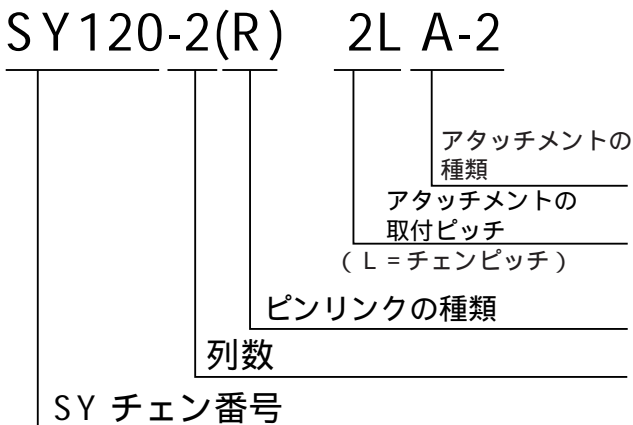 SY120-2(R) 2L A-2
アタッチメントの
種類
アタッチメントの
取付ピッチ
(L=チェンピッチ)
ピンリンクの種類
列数
SY チェン番号